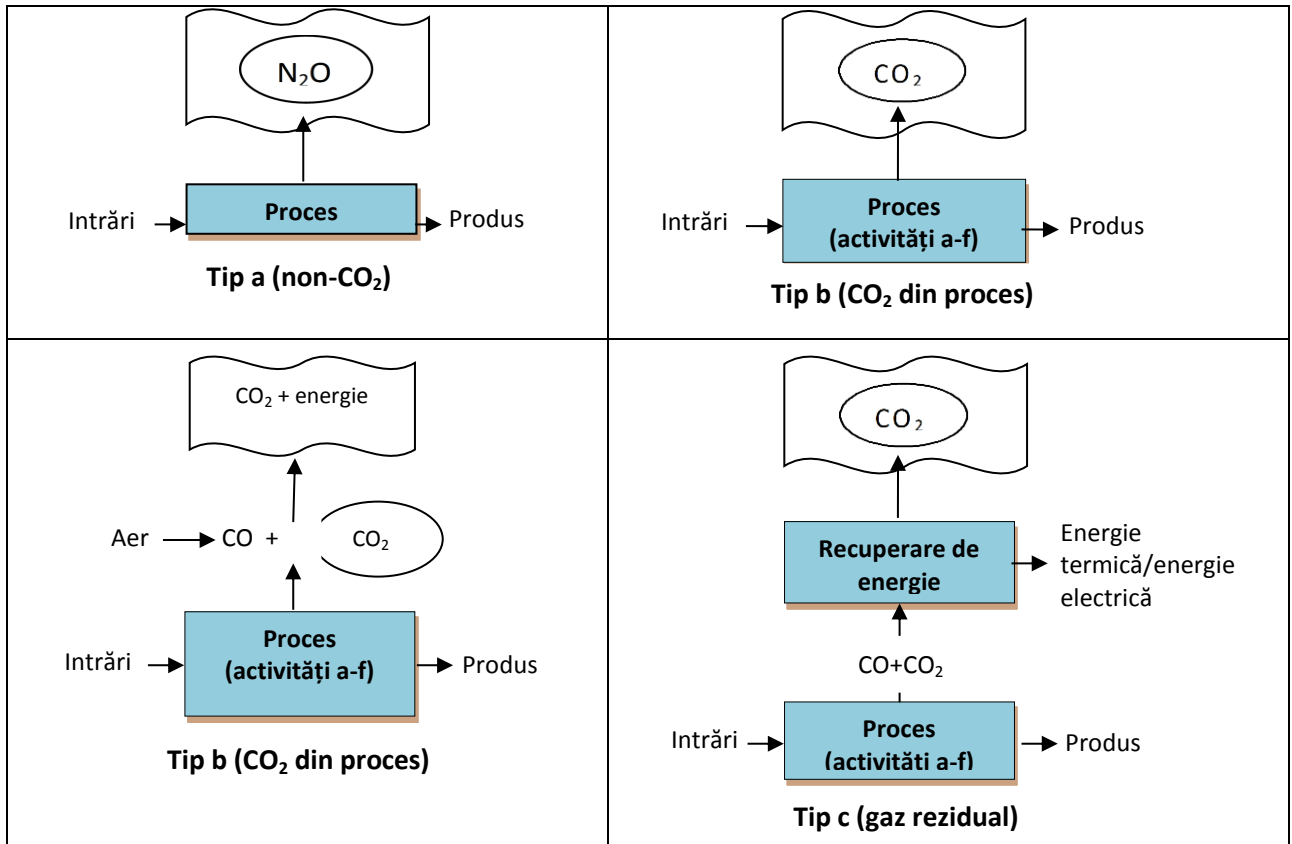 N₂O
Intrări
Proces
Produs
Tip a (non-CO₂)
CO₂
Intrări
Proces
(activități a-f)
Produs
Tip b (CO₂ din proces)
CO₂ + energie
Aer
CO +
CO₂
Intrări
Proces
(activități a-f)
Produs
Tip b (CO₂ din proces)
CO₂
Recuperare de
energie
Energie
termică/energie
electrică
CO+CO₂
Intrări
Proces
(activităti a-f)
Produs
Tip c (gaz rezidual)